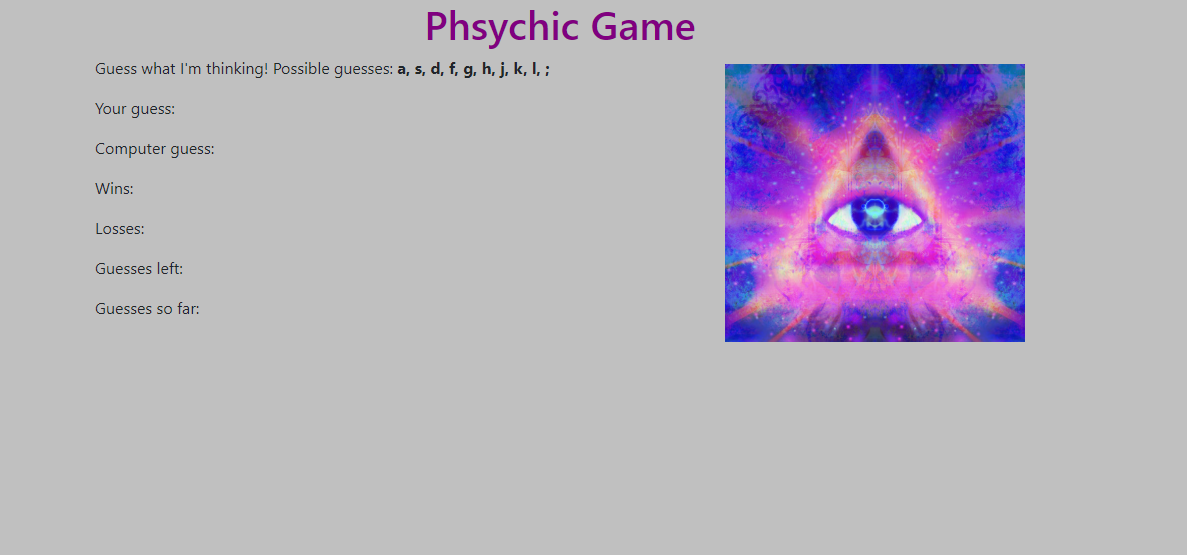 Phsychic Game
Guess what I'm thinking! Possible guesses: a, s, d, f, g, h, j, k, l, ;
Your guess:
Computer guess:
Wins:
Losses:
Guesses left:
Guesses so far: